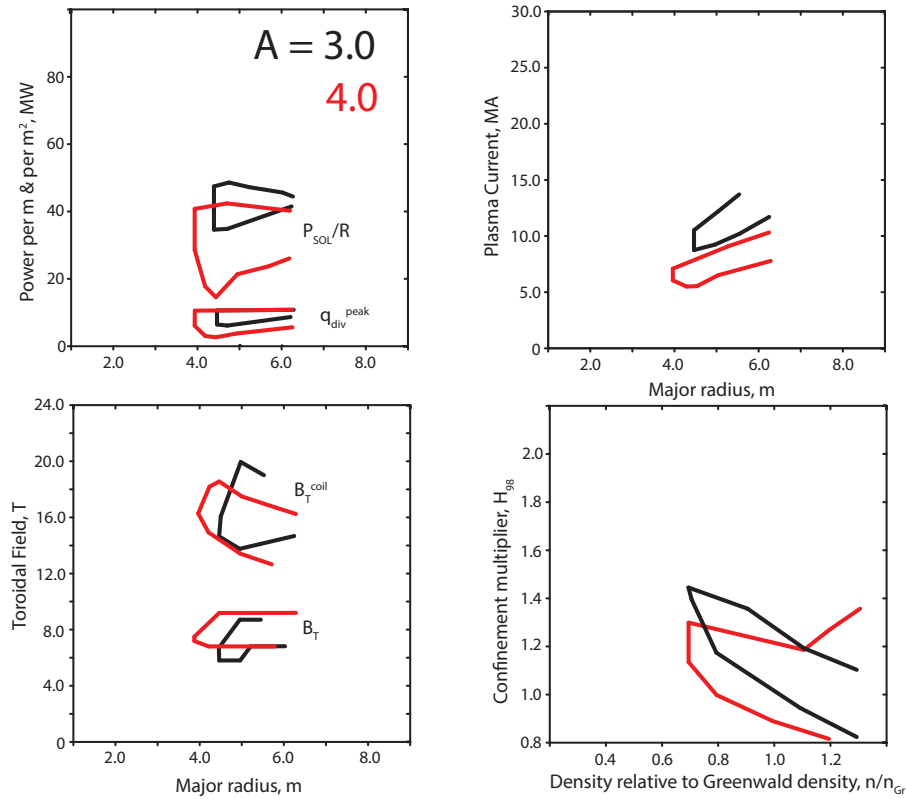 A = 3.0
4.0
Power per m & per m², MW
80
60
40
20
0
P_SOL/R
q_div^peak
2.0 4.0 6.0 8.0
Plasma Current, MA
30.0
25.0
20.0
15.0
10.0
5.0
0
2.0 4.0 6.0 8.0
Major radius, m
Toroidal Field, T
24.0
20.0
16.0
12.0
8.0
4.0
0
B_T^coil
B_T
2.0 4.0 6.0 8.0
Major radius, m
Confinement multiplier, H_98
2.0
1.8
1.6
1.4
1.2
1.0
0.8
0.2 0.4 0.6 0.8 1.0 1.2
Density relative to Greenwald density, n/n_Gr